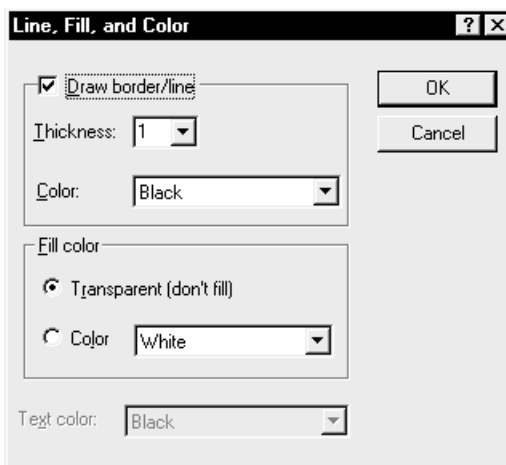 Line, Fill, and Color
? X
Draw border/line
OK
Thickness: 1
Cancel
Color: Black
Fill color
Transparent (don't fill)
Color White
Text color: Black